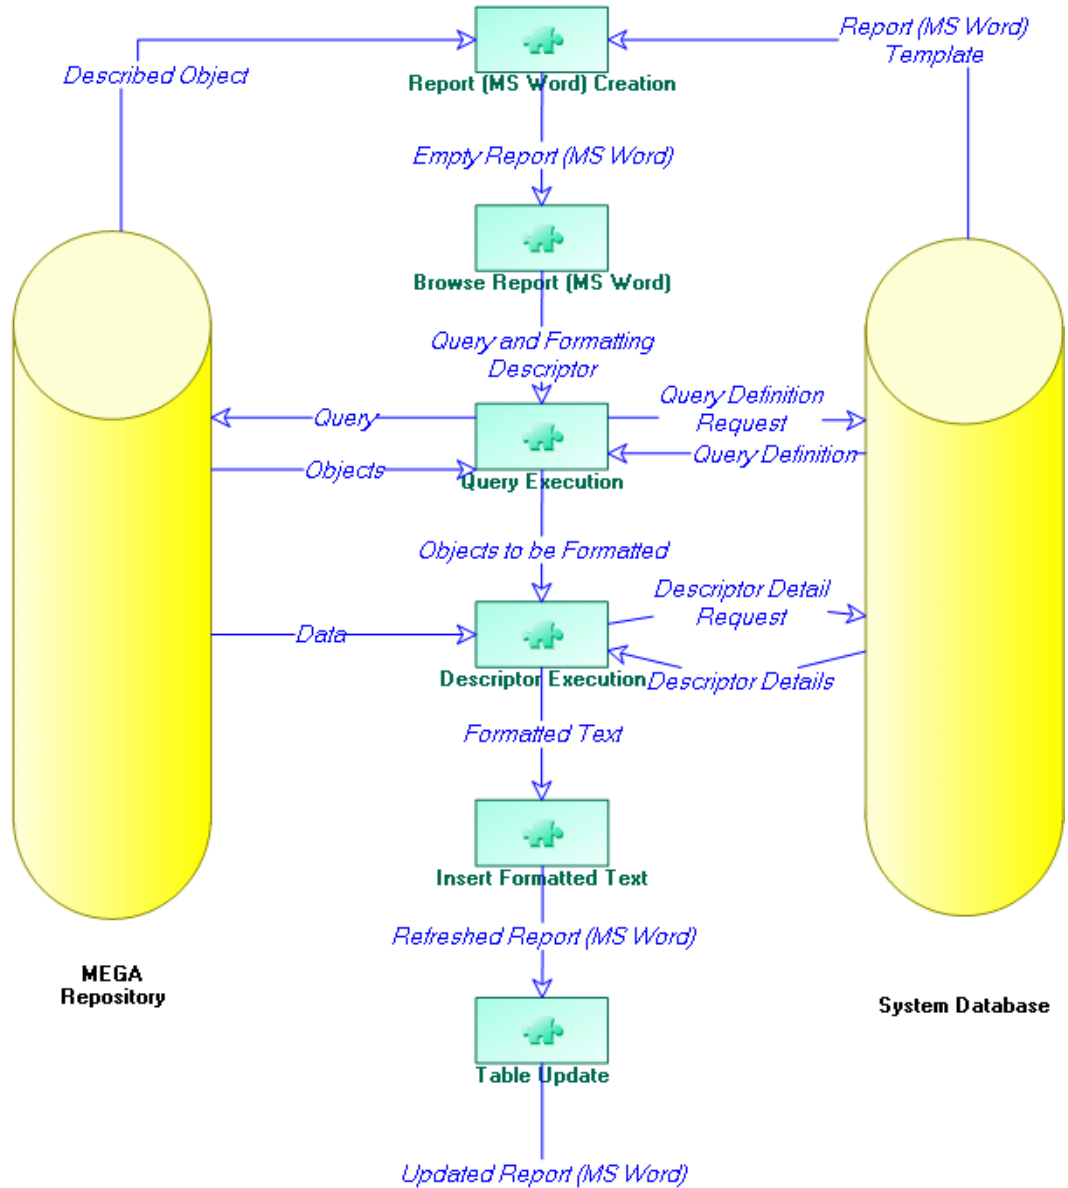 Report (MS Word)
Template
Described Object
Report (MS Word) Creation
Empty Report (MS Word)
Browse Report (MS Word)
Query and Formatting
Descriptor
Query
Query Definition
Request
Query Definition
Objects
Query Execution
Objects to be Formatted
Descriptor Detail
Request
Data
Descriptor Execution
Descriptor Details
Formatted Text
Insert Formatted Text
Refreshed Report (MS Word)
MEGA
Repository
System Database
Table Update
Updated Report (MS Word)